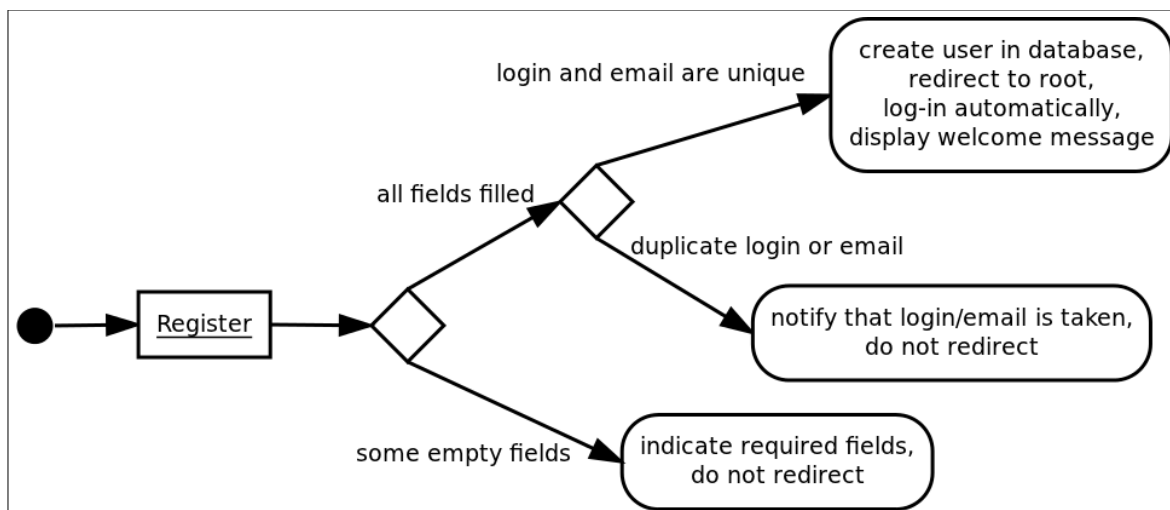 login and email are unique
create user in database,
redirect to root,
log-in automatically,
display welcome message
all fields filled
duplicate login or email
Register
notify that login/email is taken,
do not redirect
some empty fields
indicate required fields,
do not redirect